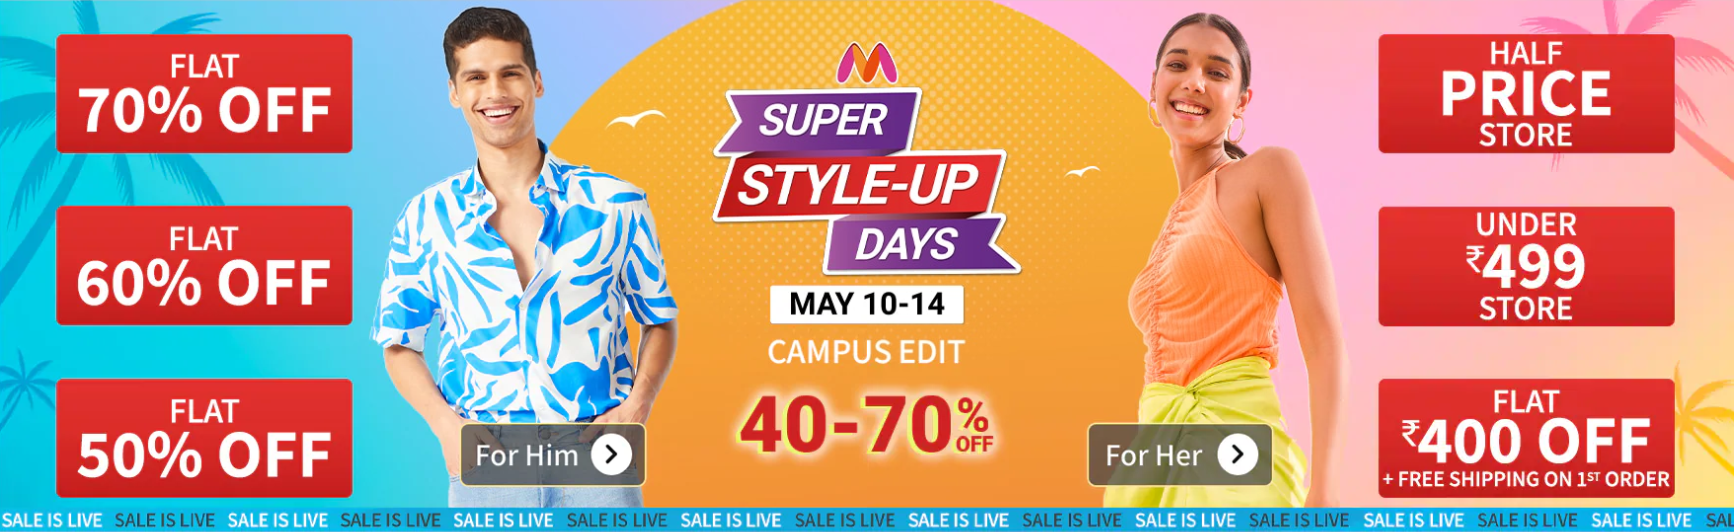 FLAT
70% OFF
FLAT
60% OFF
FLAT
50% OFF
For Him
SUPER
STYLE-UP
DAYS
MAY 10-14
CAMPUS EDIT
40-70% OFF
For Her
HALF
PRICE
STORE
UNDER
₹499
STORE
FLAT
₹400 OFF
+ FREE SHIPPING ON 1ST ORDER
SALE IS LIVE SALE IS LIVE SALE IS LIVE SALE IS LIVE SALE IS LIVE SALE IS LIVE SALE IS LIVE SALE IS LIVE SALE IS LIVE SALE IS LIVE SALE IS LIVE SALE IS LIVE SALE IS LIVE SALE IS LIVE SALE IS LIVE SA